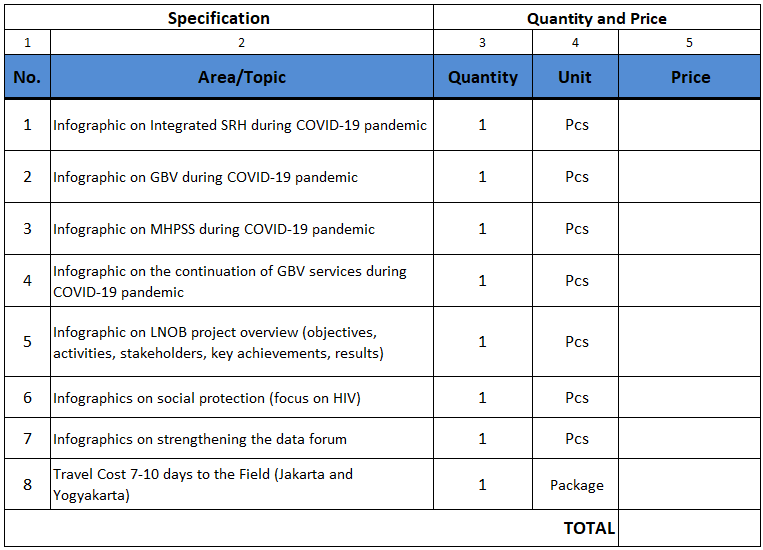 Specification Quantity and Price
1 2 3 4 5
No. Area/Topic Quantity Unit Price
1 Infographic on Integrated SRH during COVID-19 pandemic 1 Pcs
2 Infographic on GBV during COVID-19 pandemic 1 Pcs
3 Infographic on MHPSS during COVID-19 pandemic 1 Pcs
4 Infographic on the continuation of GBV services during
COVID-19 pandemic 1 Pcs
5 Infographic on LNOB project overview (objectives,
activities, stakeholders, key achievements, results) 1 Pcs
6 Infographics on social protection (focus on HIV) 1 Pcs
7 Infographics on strengthening the data forum 1 Pcs
8 Travel Cost 7-10 days to the Field (Jakarta and
Yogyakarta) 1 Package
TOTAL